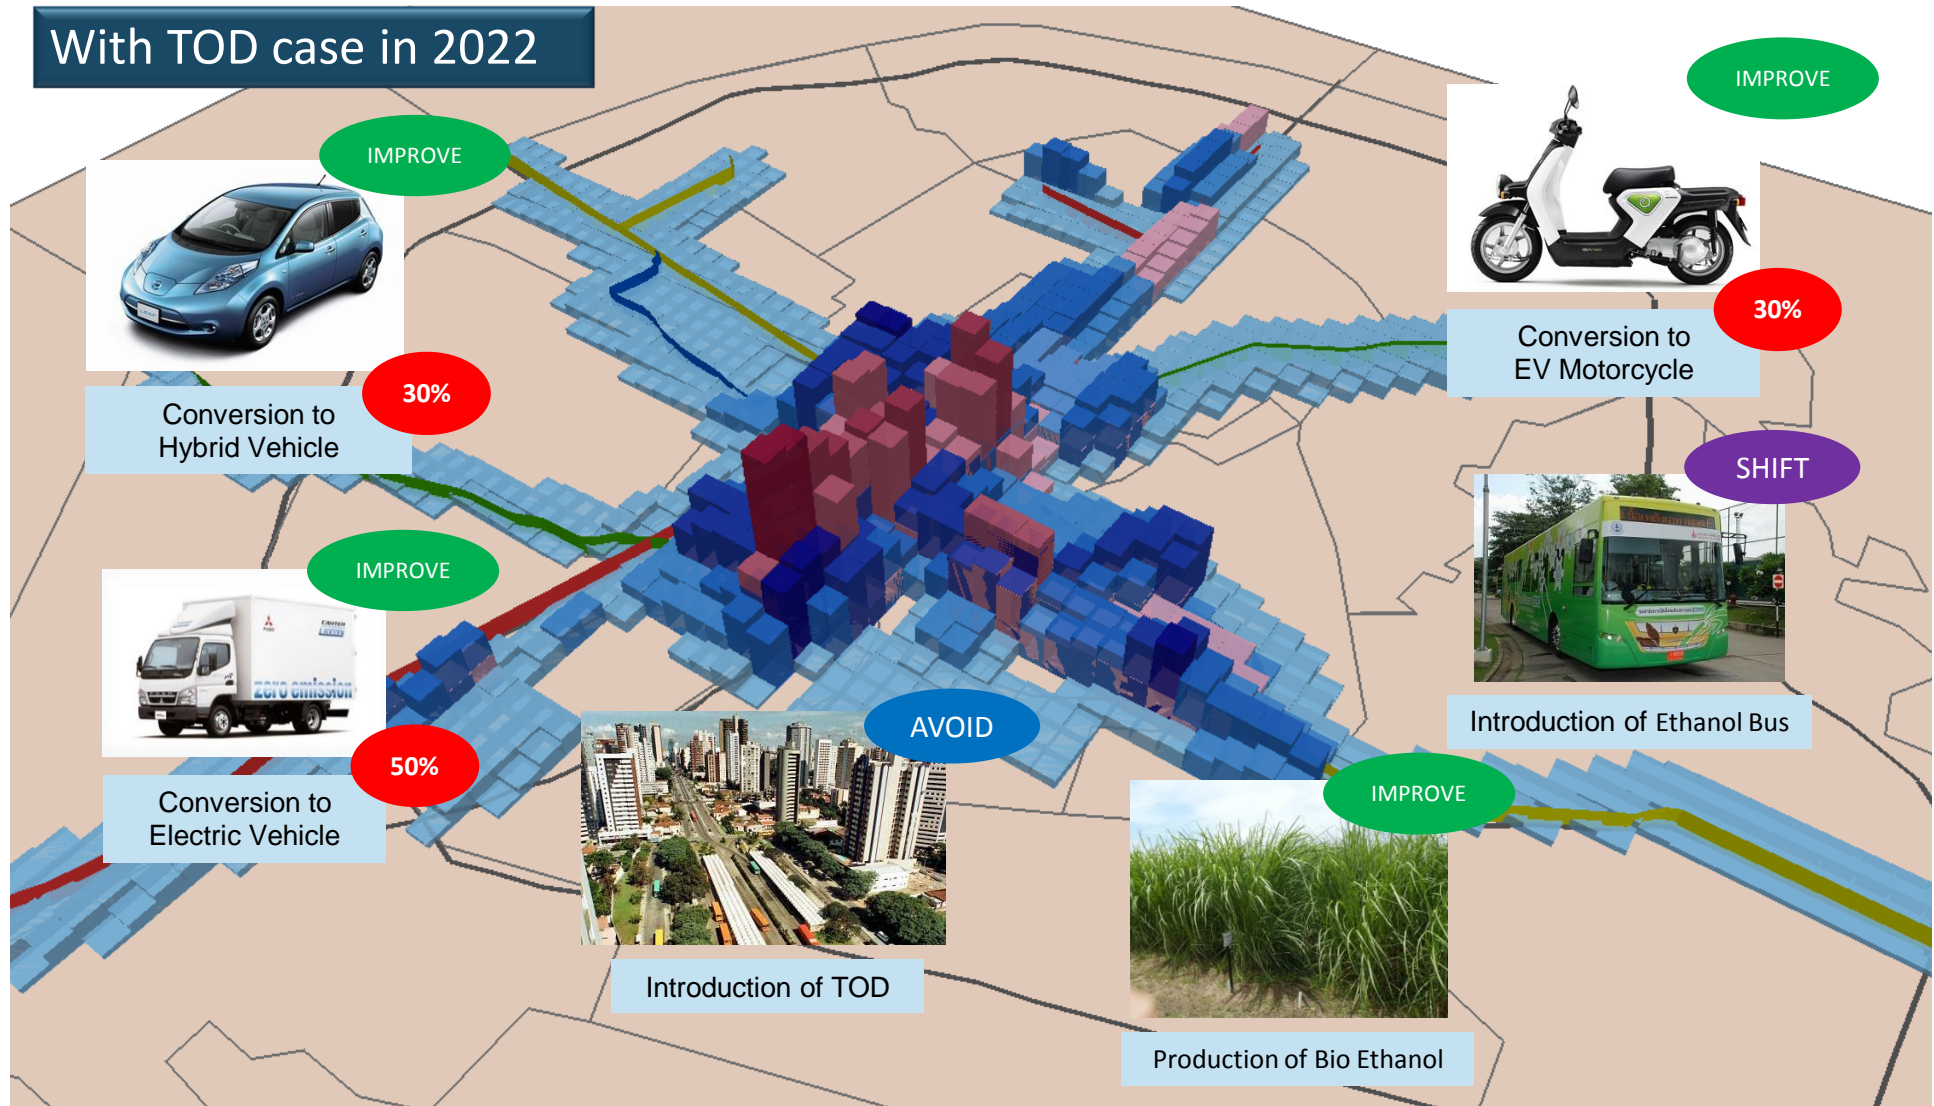 With TOD case in 2022
IMPROVE
30%
Conversion to
Hybrid Vehicle
IMPROVE
CANTER
zero emission
50%
Conversion to
Electric Vehicle
AVOID
Introduction of TOD
IMPROVE
Production of Bio Ethanol
IMPROVE
30%
Conversion to
EV Motorcycle
SHIFT
Introduction of Ethanol Bus